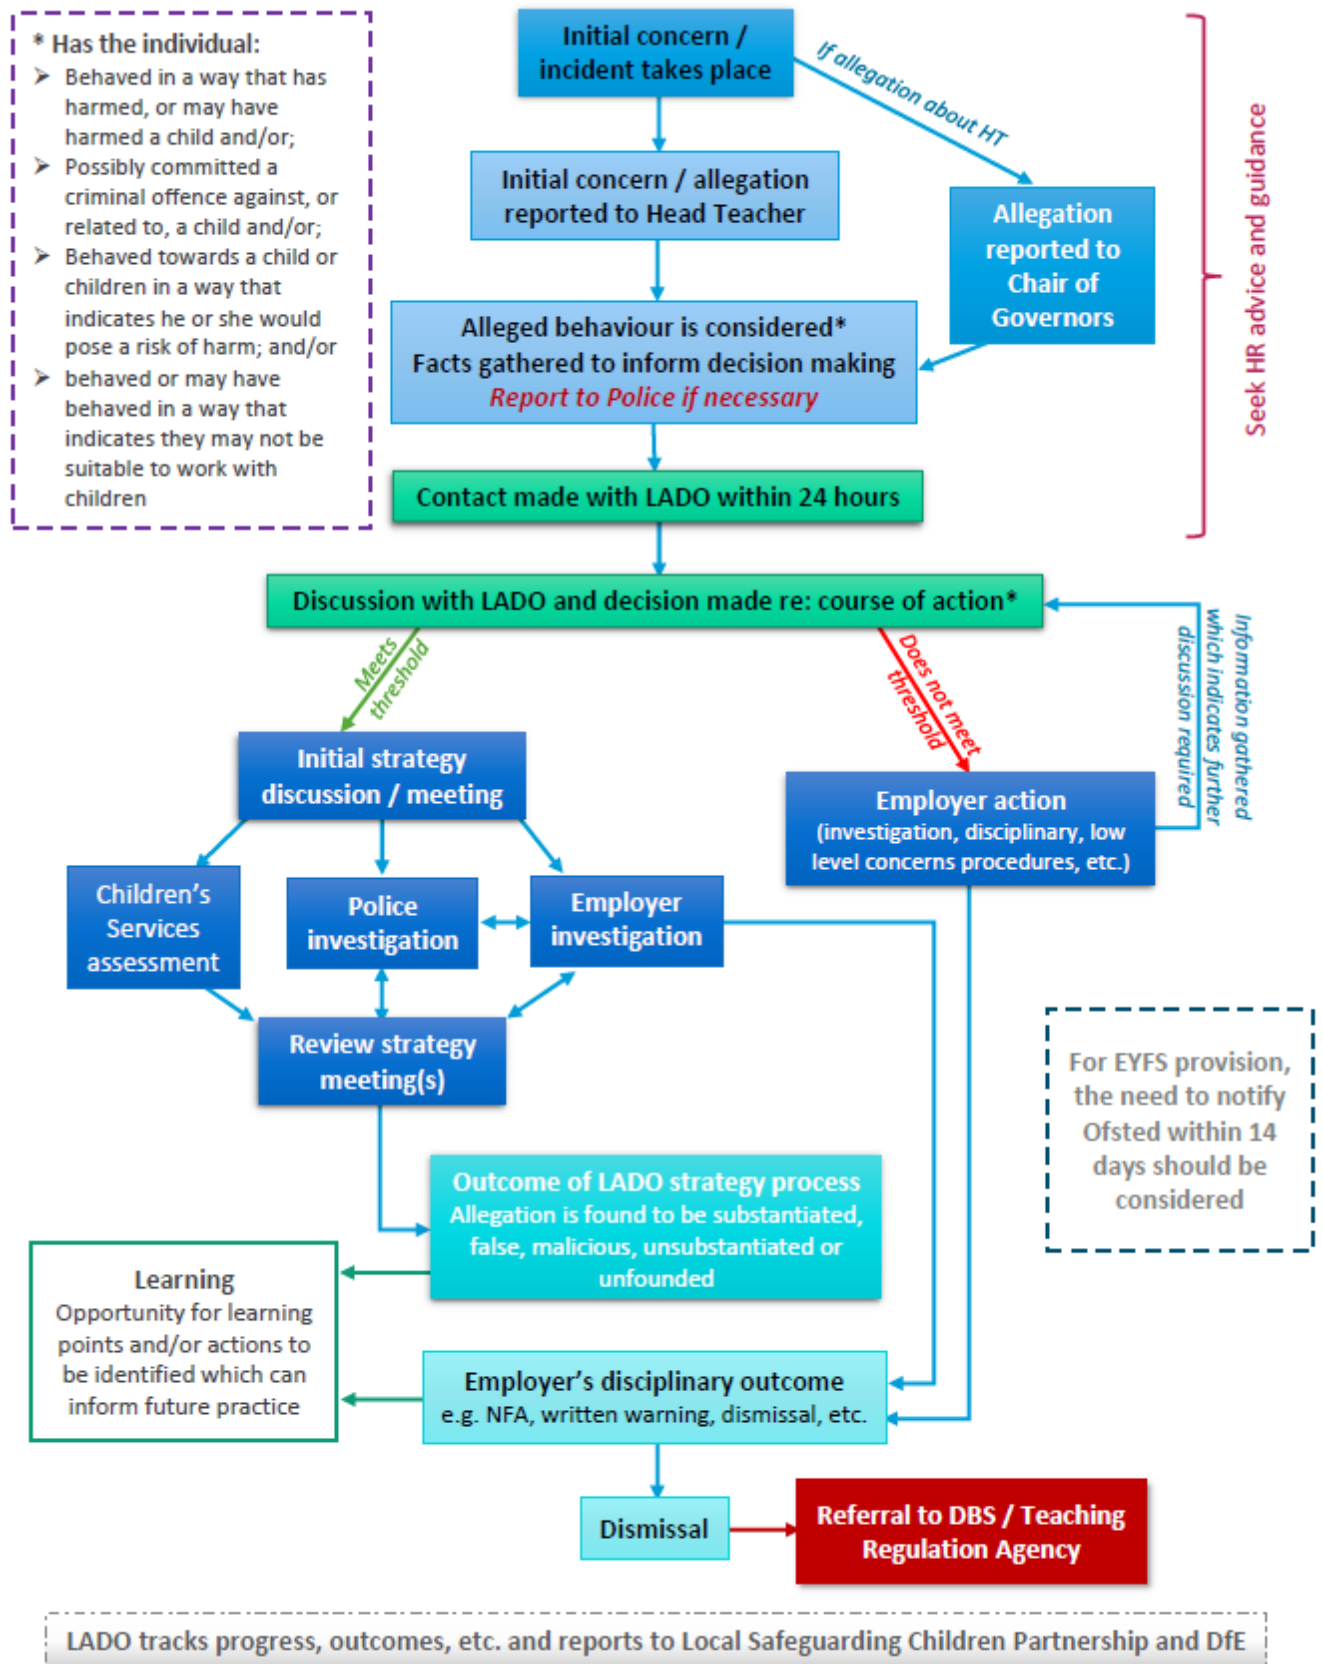 * Has the individual:
➤ Behaved in a way that has
harmed, or may have
harmed a child and/or;
➤ Possibly committed a
criminal offence against, or
related to, a child and/or;
➤ Behaved towards a child or
children in a way that
indicates he or she would
pose a risk of harm; and/or
➤ behaved or may have
behaved in a way that
indicates they may not be
suitable to work with
children
Initial concern /
incident takes place
If allegation about HT
Initial concern / allegation
reported to Head Teacher
Allegation
reported to
Chair of
Governors
Seek HR advice and guidance
Alleged behaviour is considered*
Facts gathered to inform decision making
Report to Police if necessary
Contact made with LADO within 24 hours
Discussion with LADO and decision made re: course of action*
Meets
threshold
Does not meet
threshold
Information gathered
which indicates further
discussion required
Initial strategy
discussion / meeting
Employer action
(investigation, disciplinary, low
level concerns procedures, etc.)
Children's
Services
assessment
Police
investigation
Employer
investigation
Review strategy
meeting(s)
For EYFS provision,
the need to notify
Ofsted within 14
days should be
considered
Outcome of LADO strategy process
Allegation is found to be substantiated,
false, malicious, unsubstantiated or
unfounded
Learning
Opportunity for learning
points and/or actions to
be identified which can
inform future practice
Employer's disciplinary outcome
e.g. NFA, written warning, dismissal, etc.
Dismissal
Referral to DBS / Teaching
Regulation Agency
LADO tracks progress, outcomes, etc. and reports to Local Safeguarding Children Partnership and DfE